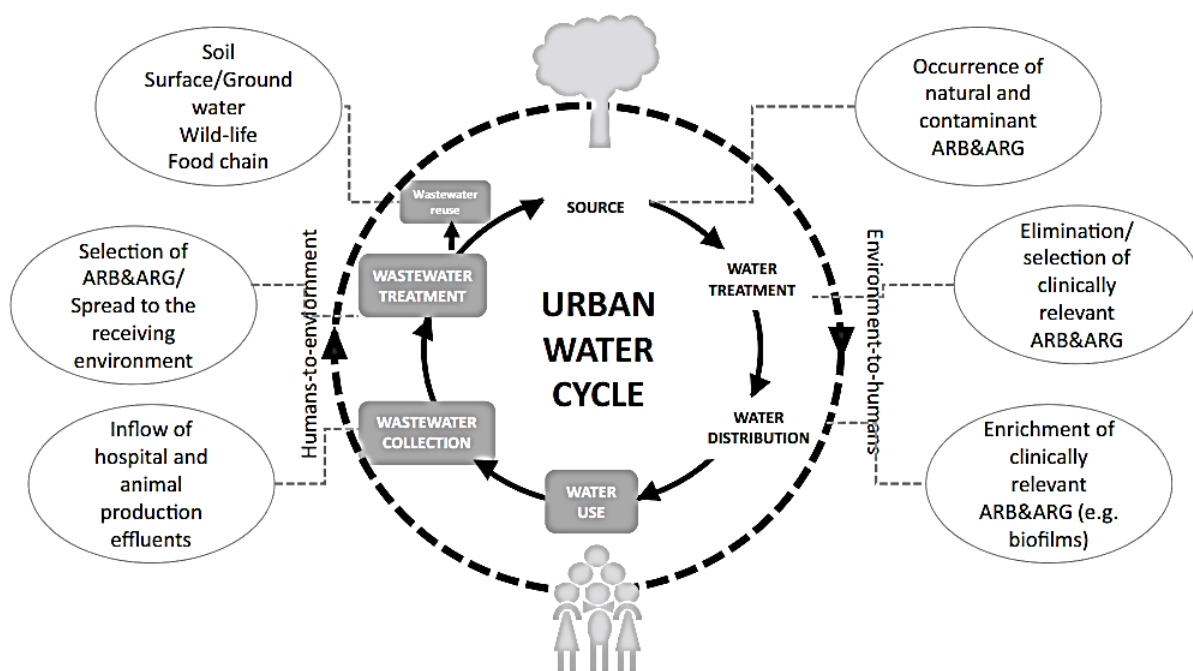 Soil
Surface/Ground
water
Wild-life
Food chain
Occurrence of
natural and
contaminant
ARB&ARG
Wastewater
reuse
SOURCE
Selection of
ARB&ARG/
Spread to the
receiving
environment
Humans-to-enviornment
WASTEWATER
TREATMENT
WATER
TREATMENT
URBAN
WATER
CYCLE
Environment-to-humans
Elimination/
selection of
clinically
relevant
ARB&ARG
Inflow of
hospital and
animal
production
effluents
WASTEWATER
COLLECTION
WATER
DISTRIBUTION
WATER
USE
Enrichment of
clinically
relevant
ARB&ARG (e.g.
biofilms)